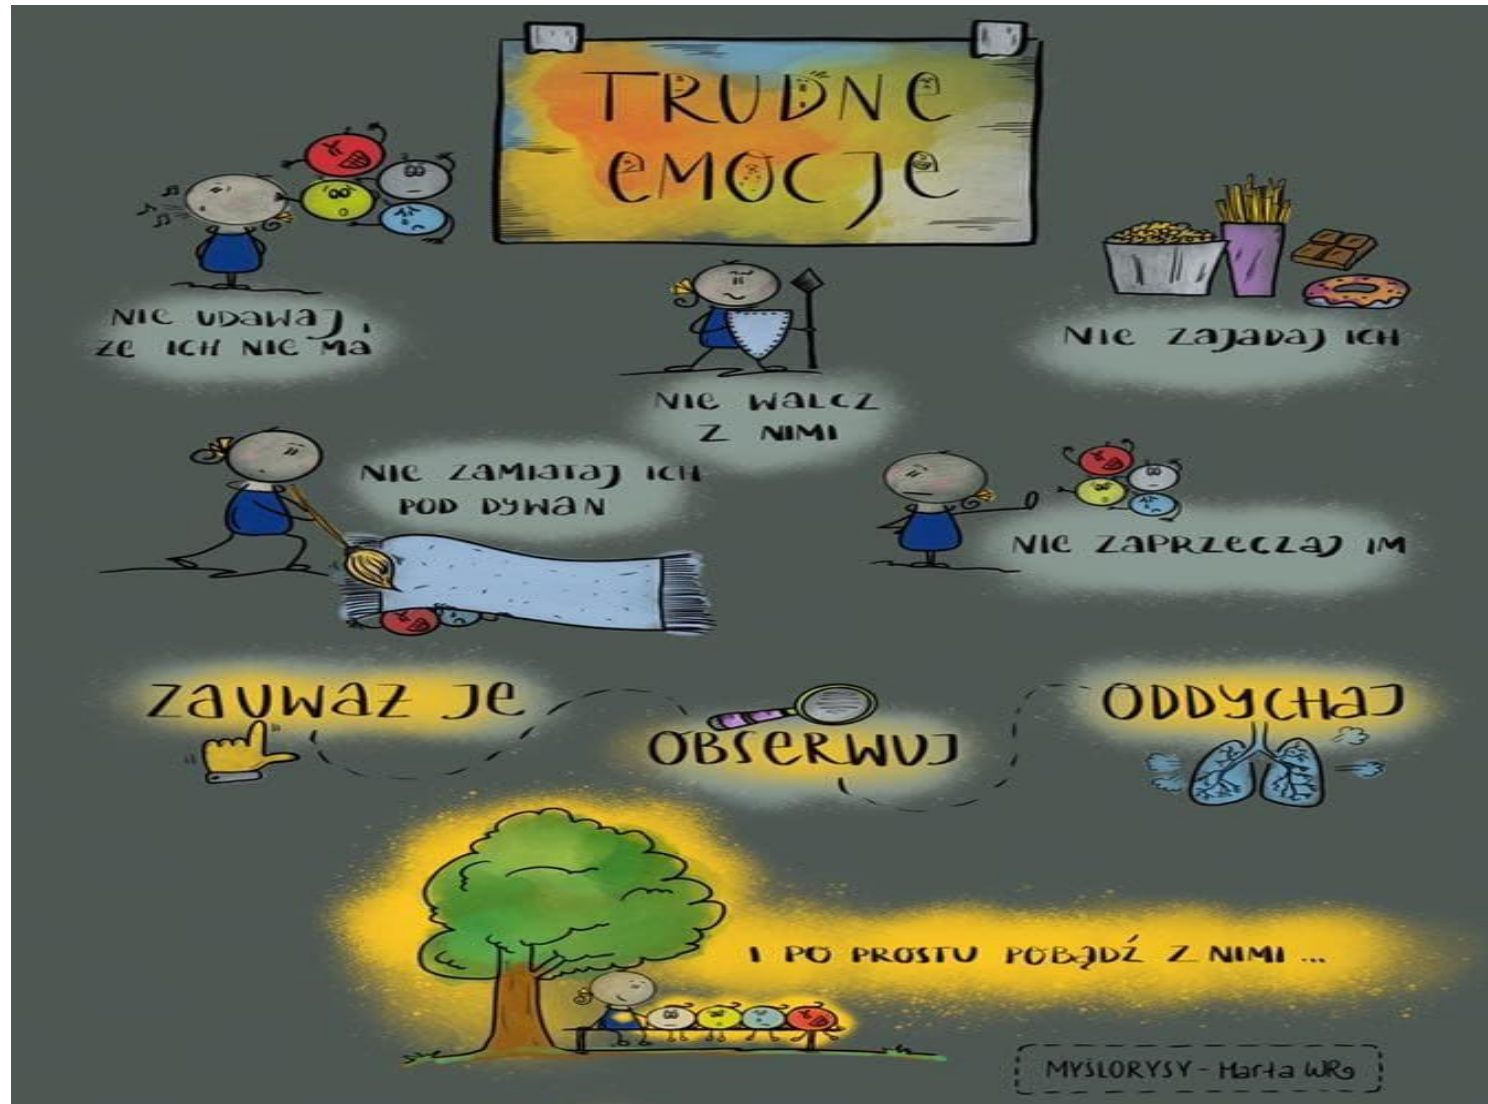 TRUDNE
EMOCJE
NIE UDAWAJ,
ŻE ICH NIE MA
NIE WALCZ
Z NIMI
NIE ZAJADAJ ICH
NIE ZAMIATAJ ICH
POD DYWAN
NIE ZAPRZECZAJ IM
ZAUWAŻ JE
OBSERWUJ
ODDYCHAJ
I PO PROSTU POBĄDŹ Z NIMI ...
MYŚLORYSY - Marta WR